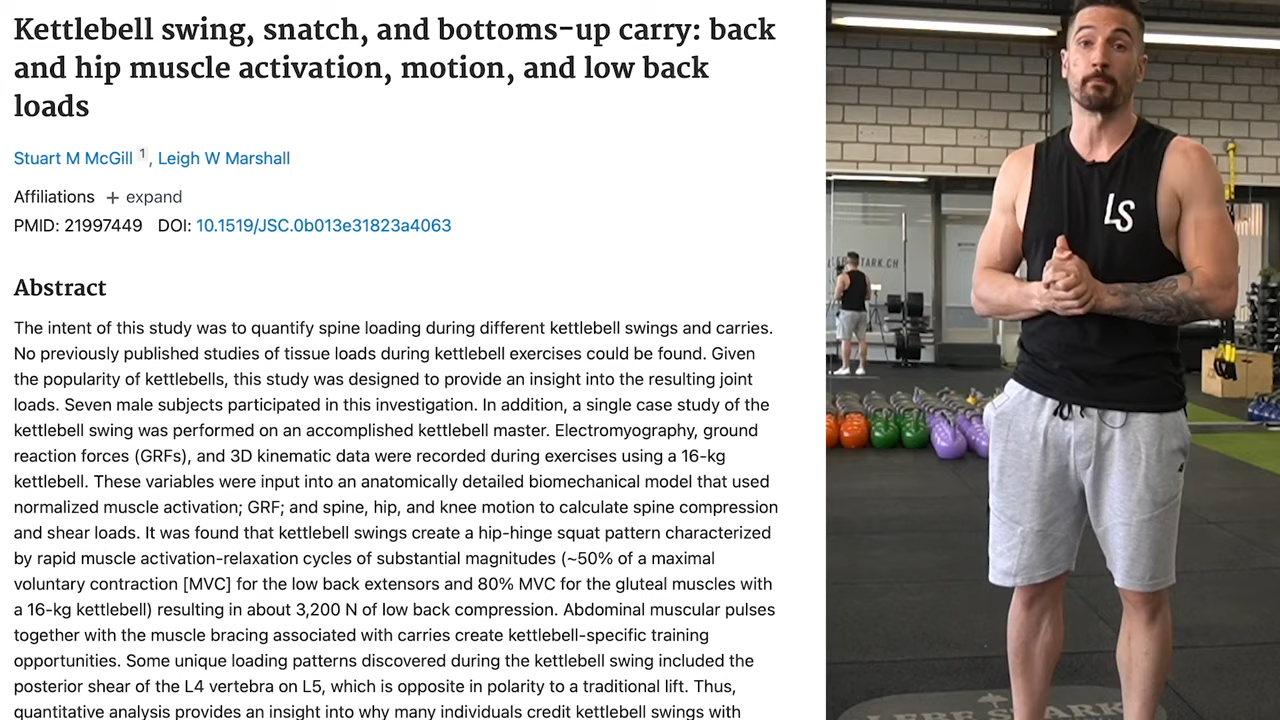 Kettlebell swing, snatch, and bottoms-up carry: back
and hip muscle activation, motion, and low back
loads
Stuart M McGill 1, Leigh W Marshall
Affiliations + expand
PMID: 21997449 DOI: 10.1519/JSC.0b013e31823a4063
Abstract
The intent of this study was to quantify spine loading during different kettlebell swings and carries.
No previously published studies of tissue loads during kettlebell exercises could be found. Given
the popularity of kettlebells, this study was designed to provide an insight into the resulting joint
loads. Seven male subjects participated in this investigation. In addition, a single case study of the
kettlebell swing was performed on an accomplished kettlebell master. Electromyography, ground
reaction forces (GRFs), and 3D kinematic data were recorded during exercises using a 16-kg
kettlebell. These variables were input into an anatomically detailed biomechanical model that used
normalized muscle activation; GRF; and spine, hip, and knee motion to calculate spine compression
and shear loads. It was found that kettlebell swings create a hip-hinge squat pattern characterized
by rapid muscle activation-relaxation cycles of substantial magnitudes (~50% of a maximal
voluntary contraction [MVC] for the low back extensors and 80% MVC for the gluteal muscles with
a 16-kg kettlebell) resulting in about 3,200 N of low back compression. Abdominal muscular pulses
together with the muscle bracing associated with carries create kettlebell-specific training
opportunities. Some unique loading patterns discovered during the kettlebell swing included the
posterior shear of the L4 vertebra on L5, which is opposite in polarity to a traditional lift. Thus,
quantitative analysis provides an insight into why many individuals credit kettlebell swings with
LS
STARK.CH